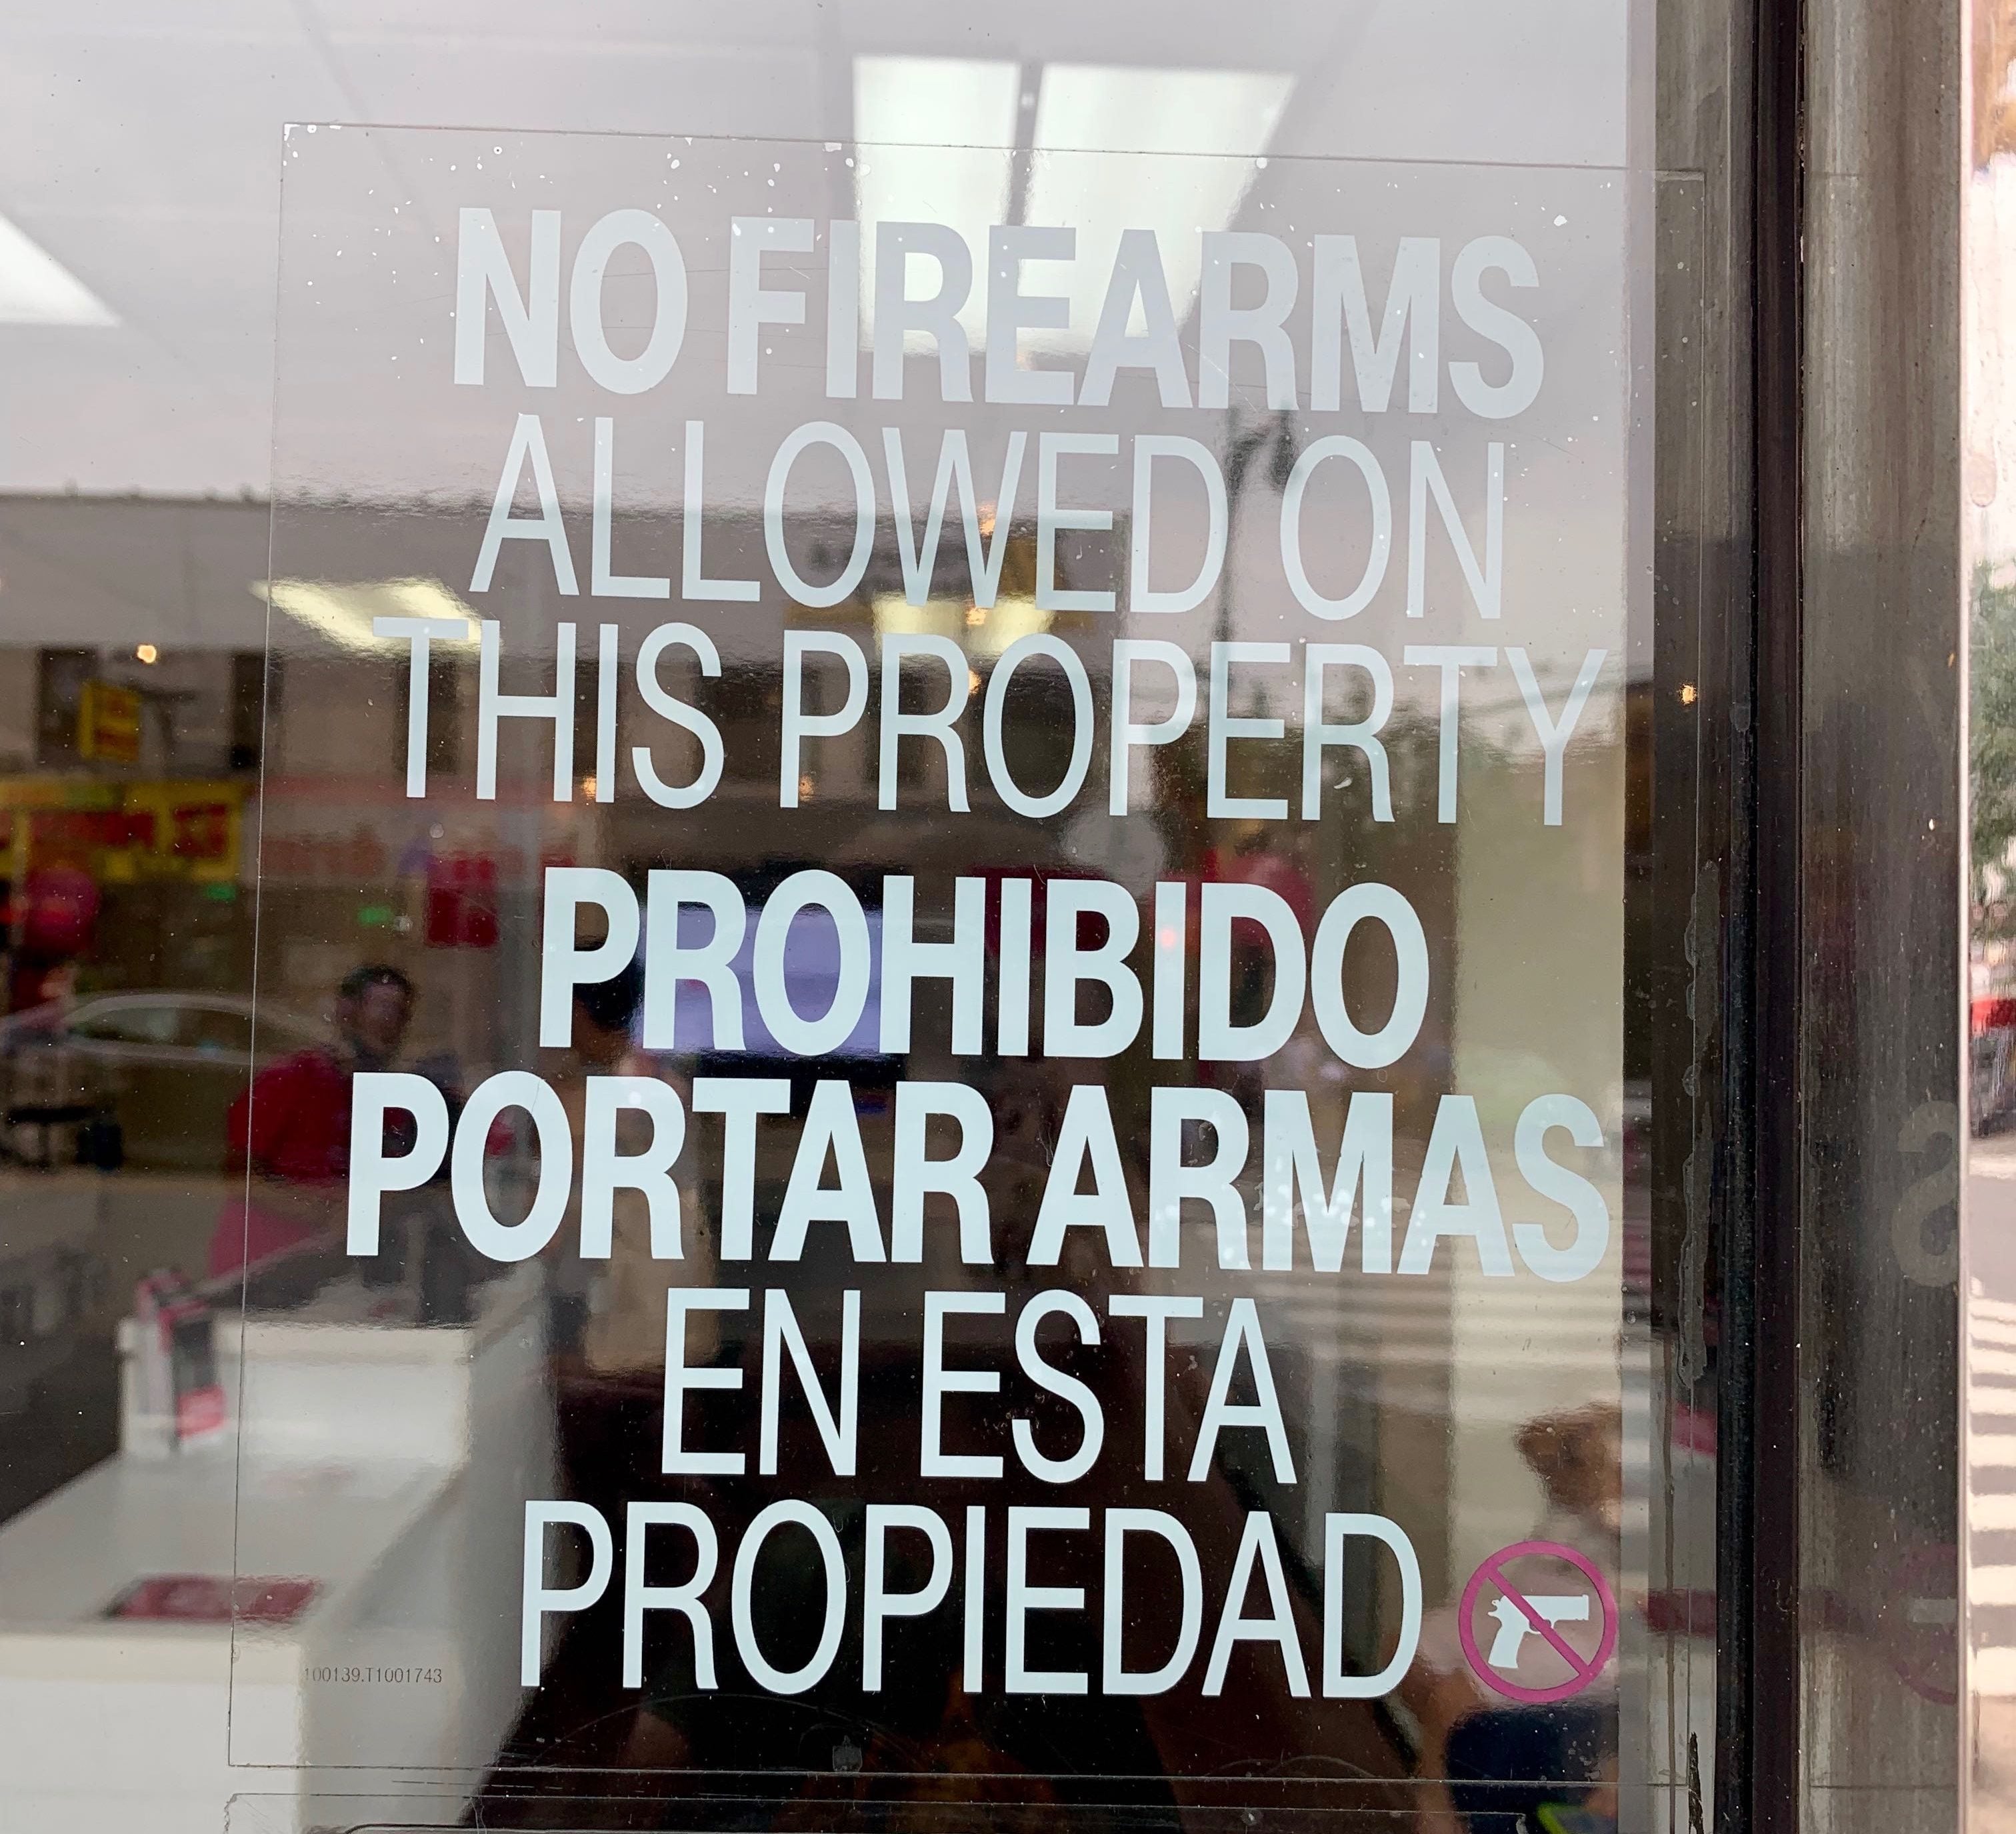 NO FIREARMS
ALLOWED ON
THIS PROPERTY
PROHIBIDO
PORTAR ARMAS
EN ESTA
PROPIEDAD
100139.T1001743